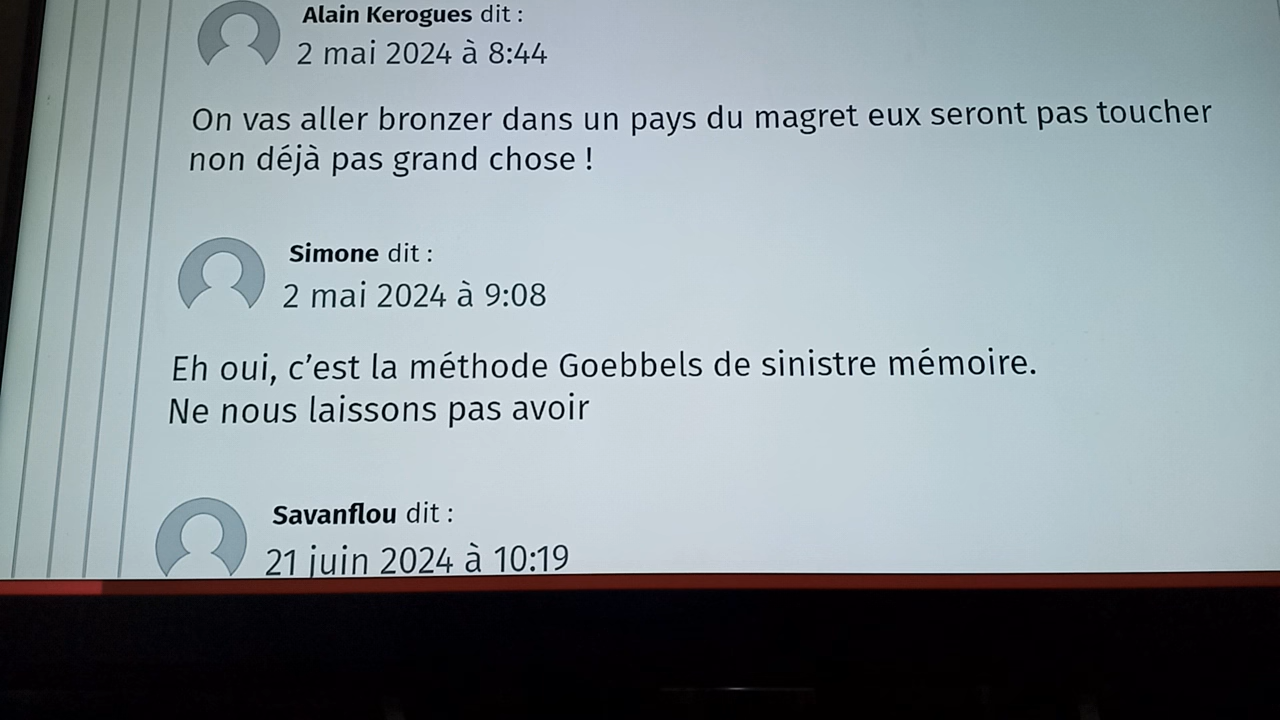 Alain Kerogues dit :
2 mai 2024 à 8:44
On vas aller bronzer dans un pays du magret eux seront pas toucher
non déjà pas grand chose !
Simone dit :
2 mai 2024 à 9:08
Eh oui, c’est la méthode Goebbels de sinistre mémoire.
Ne nous laissons pas avoir
Savanflou dit :
21 juin 2024 à 10:19